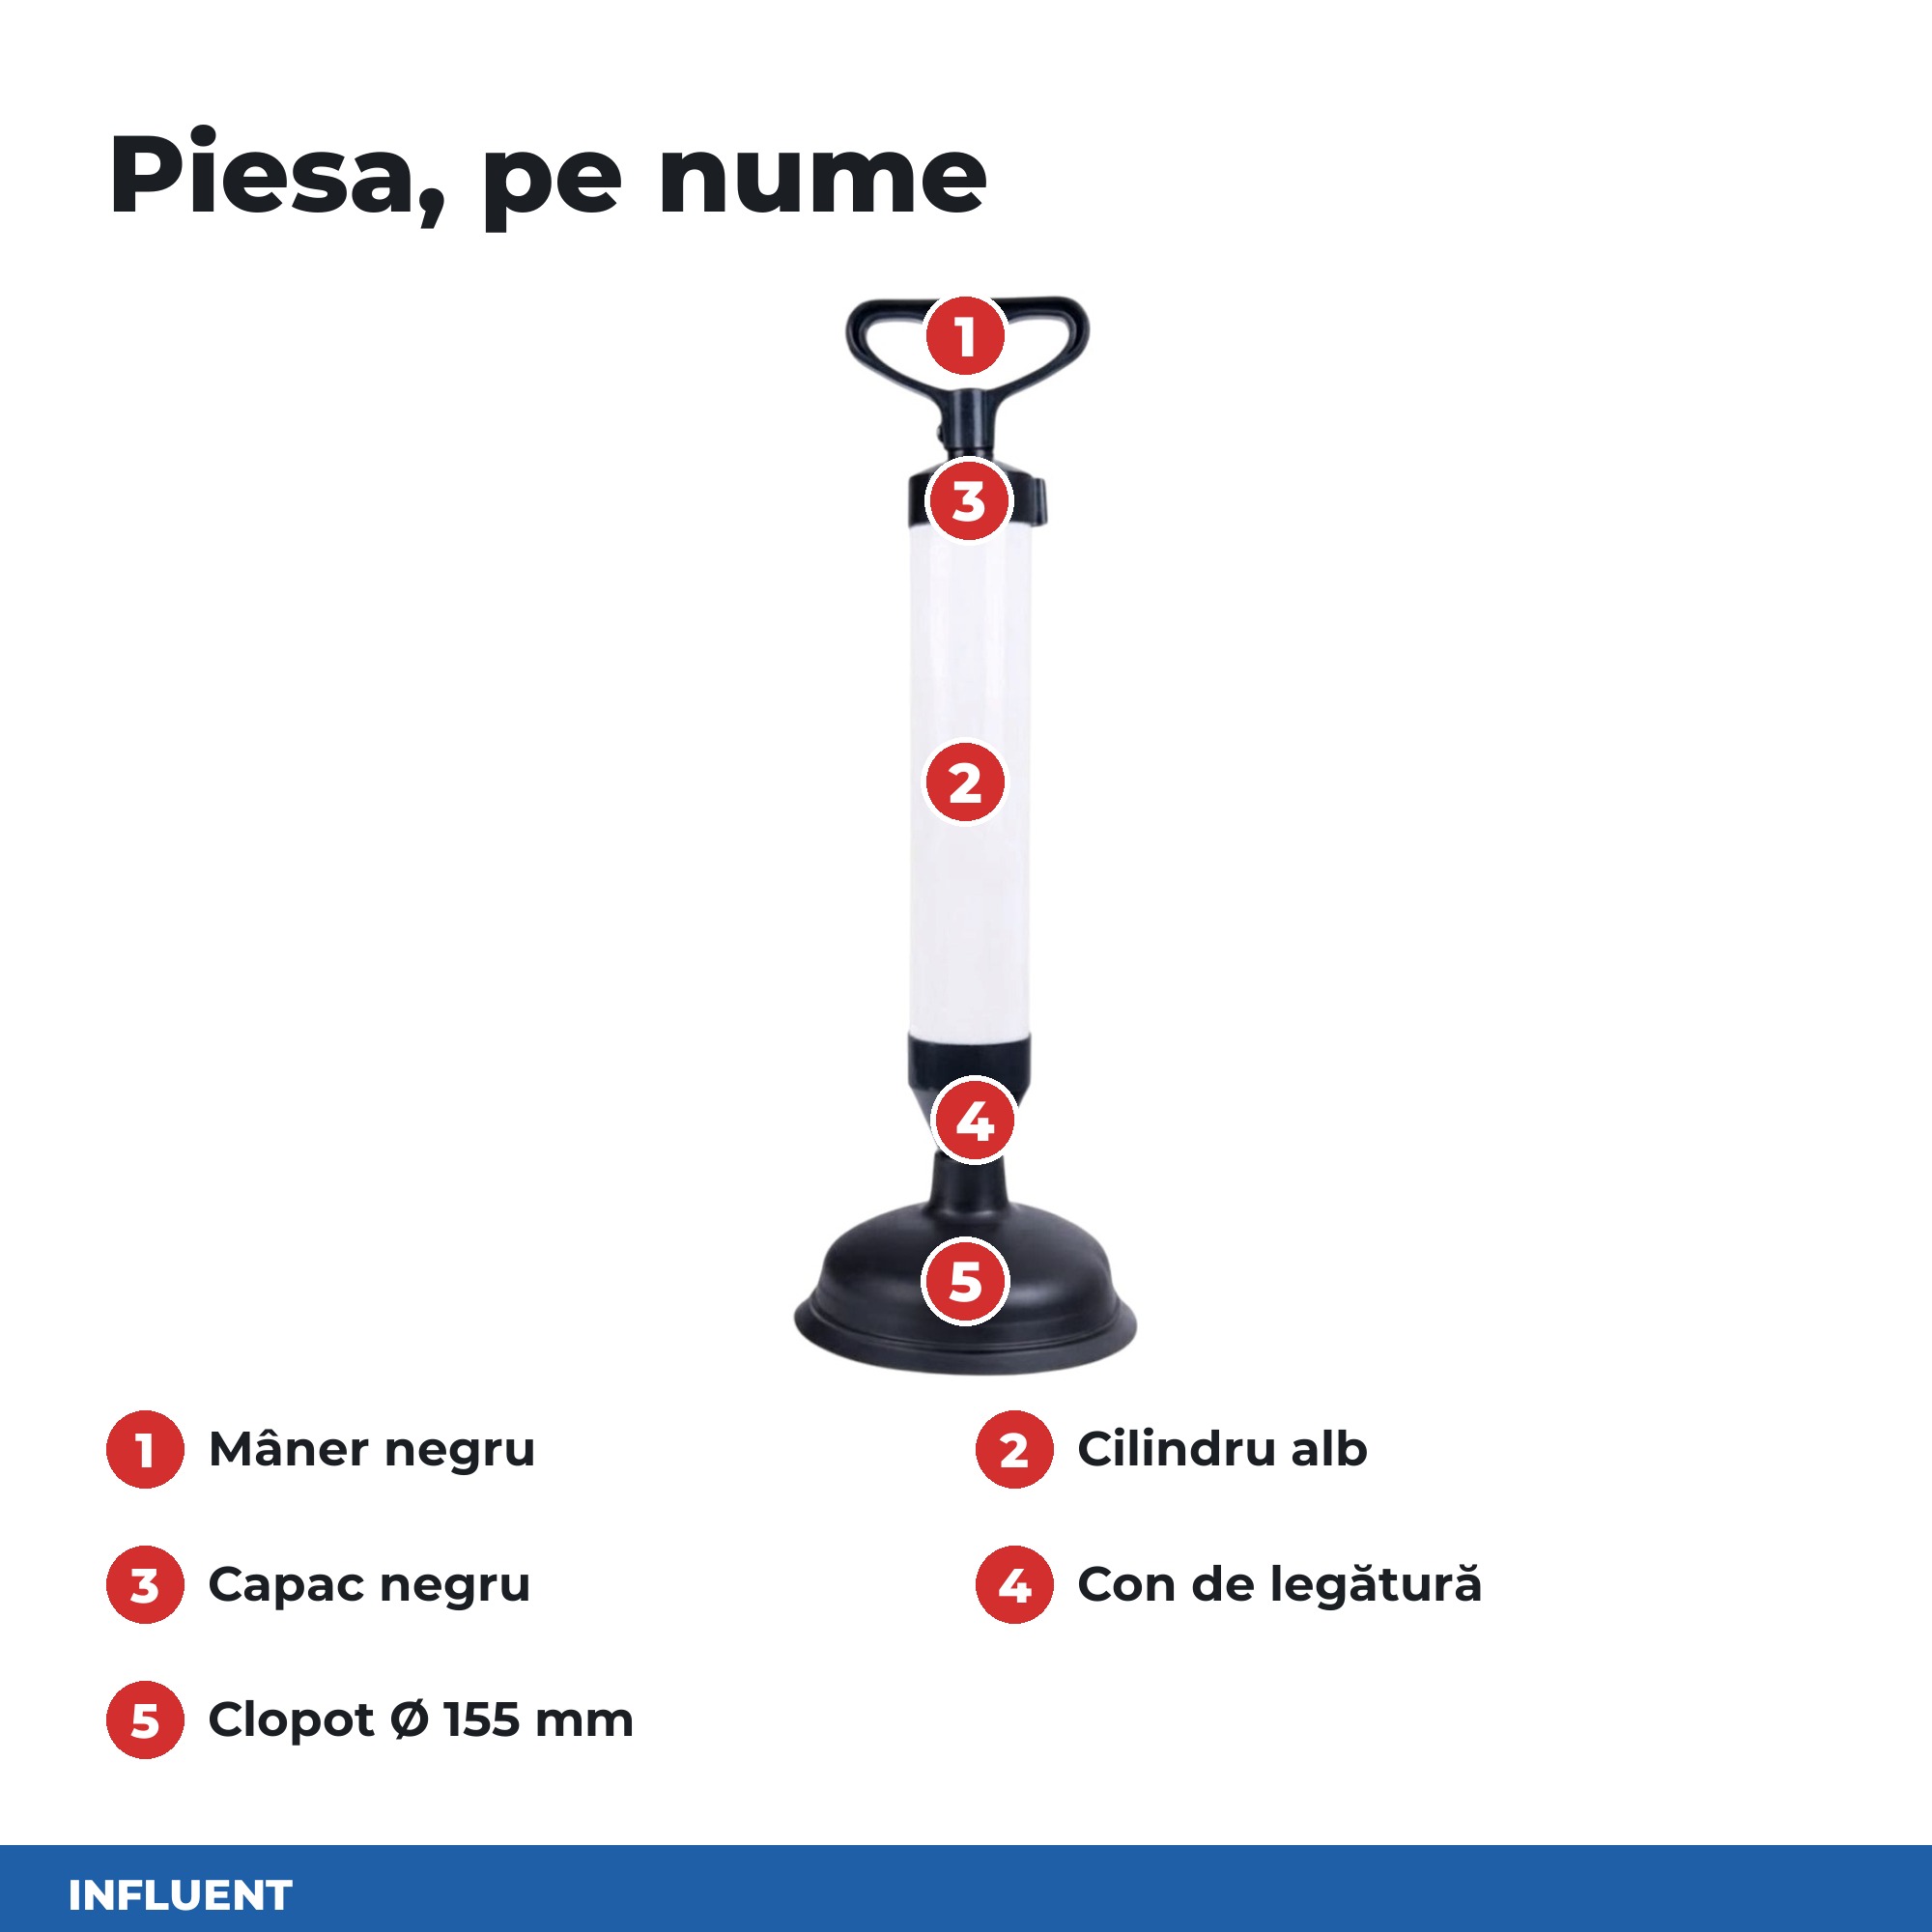 Piesa, pe nume
1
3
2
4
5
1 Mâner negru
2 Cilindru alb
3 Capac negru
4 Con de legătură
5 Clopot Ø 155 mm
INFLUENT